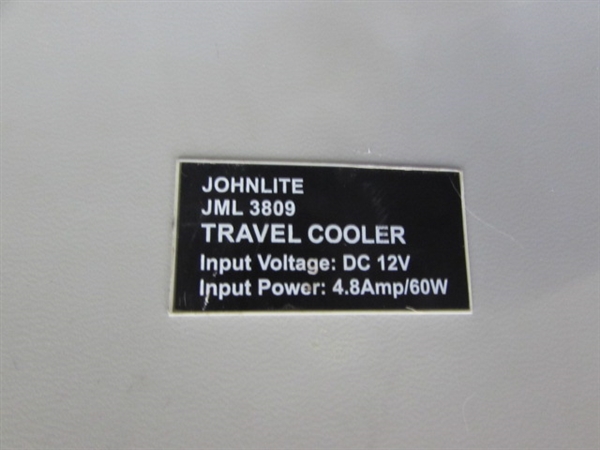 JOHNLITE
JML 3809
TRAVEL COOLER
Input Voltage: DC 12V
Input Power: 4.8Amp/60W